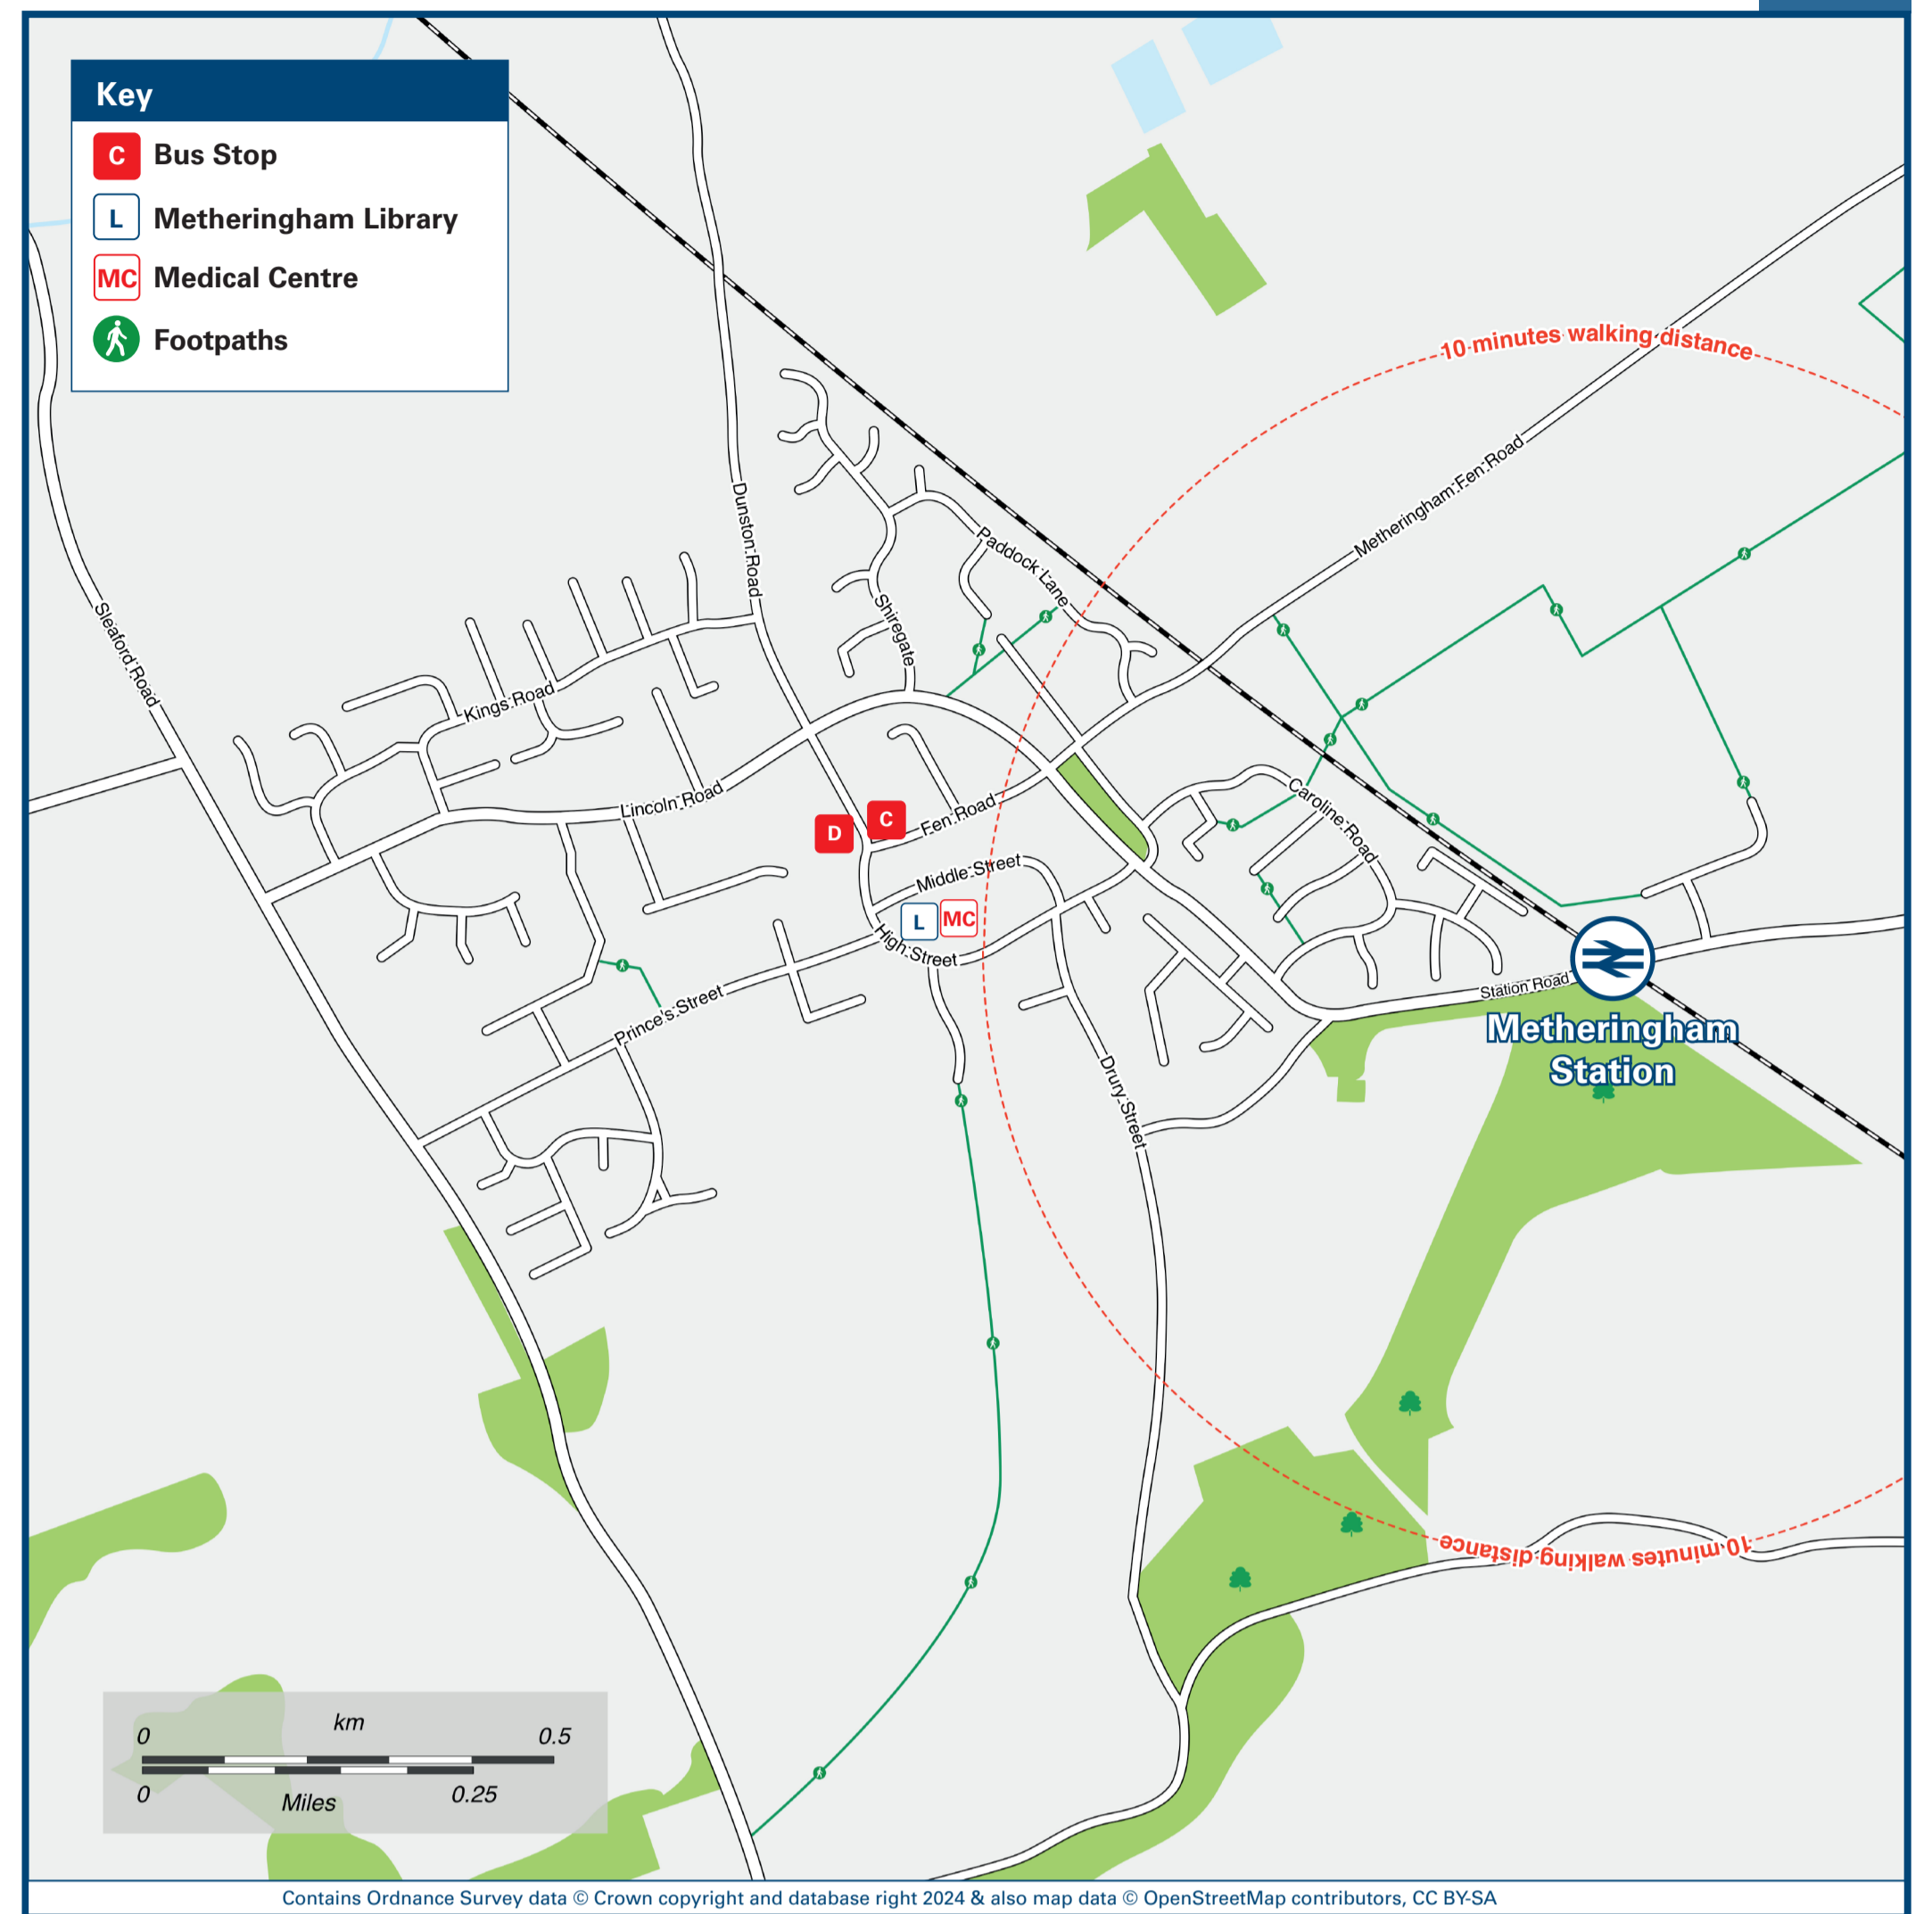 Key
C Bus Stop
L Metheringham Library
MC Medical Centre
Footpaths
10 minutes walking distance
Metheringham Fen Road
Dunston Road
Paddock Lane
Shiregate
Sleaford Road
Kings Road
Lincoln Road
Caroline Road
D
C
Fen Road
Middle Street
L
MC
High Street
Station Road
Prince's Street
Metheringham
Station
Drury Street
10 minutes walking distance
0 km 0.5
0 Miles 0.25
Contains Ordnance Survey data © Crown copyright and database right 2024 & also map data © OpenStreetMap contributors, CC BY-SA